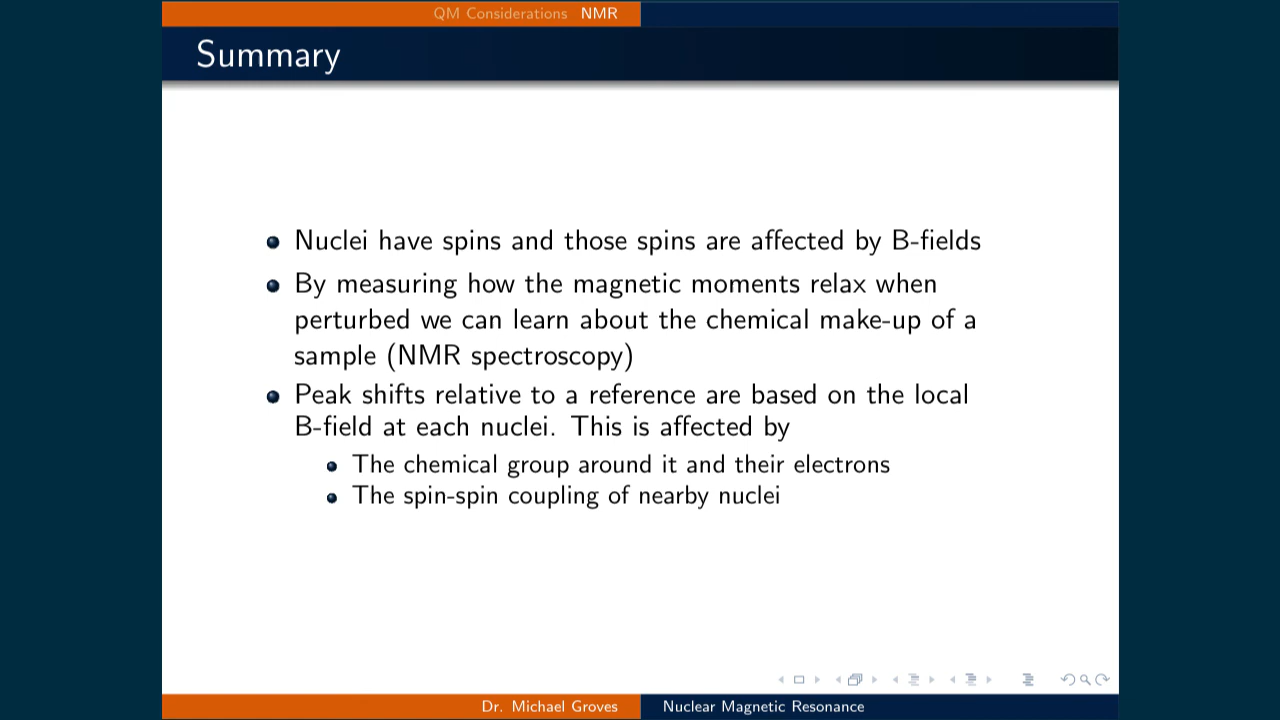 QM Considerations NMR
Summary
Nuclei have spins and those spins are affected by B-fields
By measuring how the magnetic moments relax when
perturbed we can learn about the chemical make-up of a
sample (NMR spectroscopy)
Peak shifts relative to a reference are based on the local
B-field at each nuclei. This is affected by
The chemical group around it and their electrons
The spin-spin coupling of nearby nuclei
Dr. Michael Groves Nuclear Magnetic Resonance